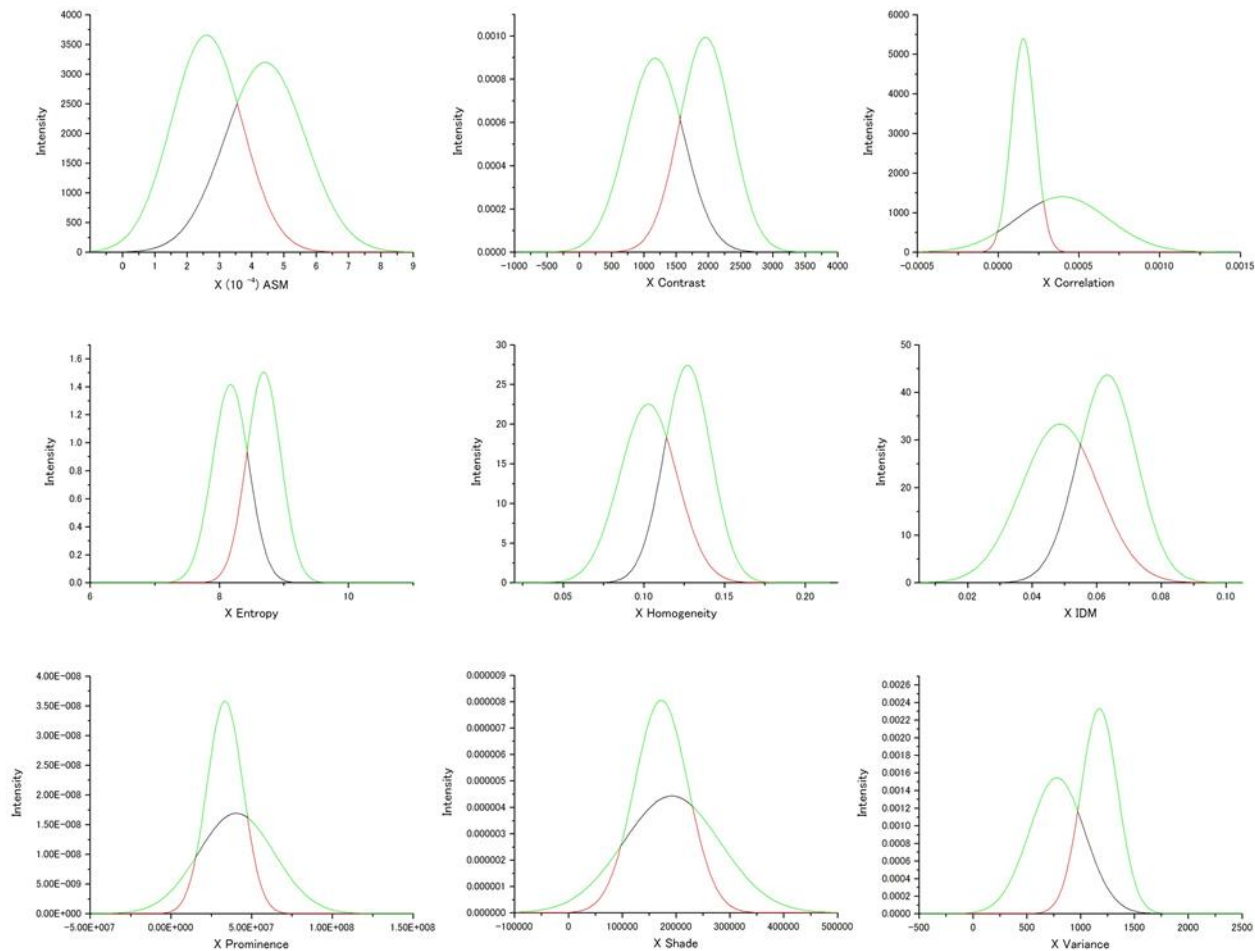 4000
3500
3000
2500
2000
1500
1000
500
0
Intensity
0 1 2 3 4 5 6 7 8 9
X (10 ⁻⁴) ASM
0.0010
0.0008
0.0006
0.0004
0.0002
0.0000
Intensity
−1000 −500 0 500 1000 1500 2000 2500 3000 3500 4000
X Contrast
6000
5000
4000
3000
2000
1000
0
Intensity
−0.0005 0.0000 0.0005 0.0010 0.0015
X Correlation
1.6
1.4
1.2
1.0
0.8
0.6
0.4
0.2
0.0
Intensity
6 8 10
X Entropy
30
25
20
15
10
5
0
Intensity
0.05 0.10 0.15 0.20
X Homogeneity
50
40
30
20
10
0
Intensity
0.02 0.04 0.06 0.08 0.10
X IDM
4.00E−008
3.50E−008
3.00E−008
2.50E−008
2.00E−008
1.50E−008
1.00E−008
5.00E−009
0.00E+000
Intensity
−5.00E+007 0.00E+000 5.00E+007 1.00E+008 1.50E+008
X Prominence
0.000009
0.000008
0.000007
0.000006
0.000005
0.000004
0.000003
0.000002
0.000001
0.000000
Intensity
−100000 0 100000 200000 300000 400000 500000
X Shade
0.0026
0.0024
0.0022
0.0020
0.0018
0.0016
0.0014
0.0012
0.0010
0.0008
0.0006
0.0004
0.0002
0.0000
Intensity
−500 0 500 1000 1500 2000 2500
X Variance